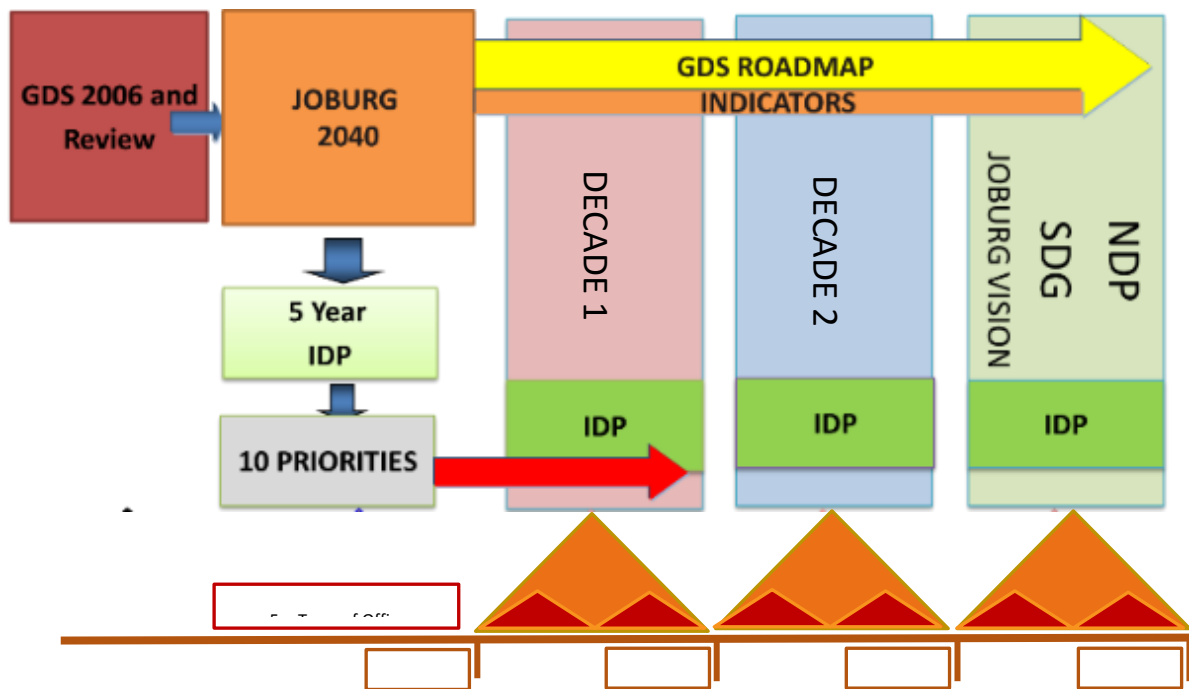 GDS 2006 and
Review
JOBURG
2040
GDS ROADMAP
INDICATORS
DECADE 1
DECADE 2
JOBURG VISION
SDG
NDP
5 Year
IDP
10 PRIORITIES
IDP
IDP
IDP